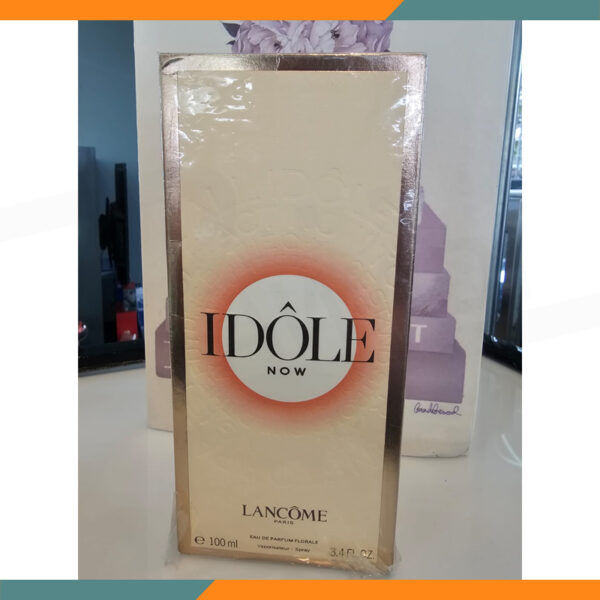 IDÔLE
NOW
LANCÔME
PARIS
EAU DE PARFUM FLORALE
e 100 ml Vaporisateur - Spray 3.4 FL.OZ.